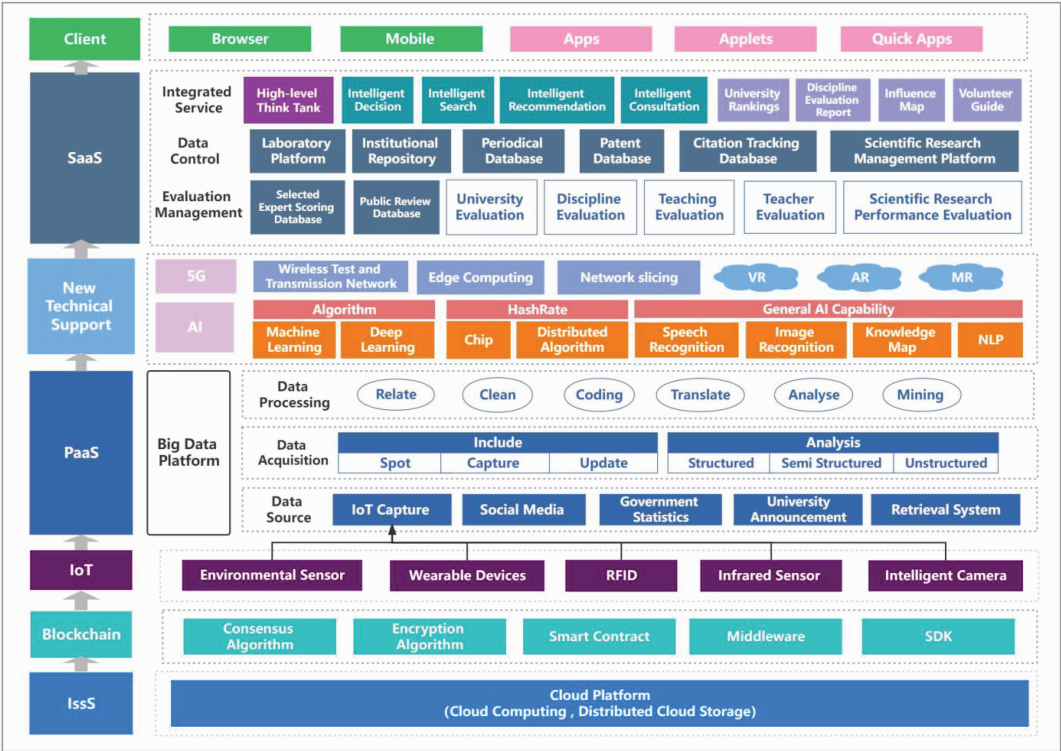 Client
Browser
Mobile
Apps
Applets
Quick Apps
SaaS
Integrated
Service
High-level
Think Tank
Intelligent
Decision
Intelligent
Search
Intelligent
Recommendation
Intelligent
Consultation
University
Rankings
Discipline
Evaluation
Report
Influence
Map
Volunteer
Guide
Data
Control
Laboratory
Platform
Institutional
Repository
Periodical
Database
Patent
Database
Citation Tracking
Database
Scientific Research
Management Platform
Evaluation
Management
Selected
Expert Scoring
Database
Public Review
Database
University
Evaluation
Discipline
Evaluation
Teaching
Evaluation
Teacher
Evaluation
Scientific Research
Performance Evaluation
New
Technical
Support
5G
Wireless Test and
Transmission Network
Edge Computing
Network slicing
VR
AR
MR
AI
Algorithm
HashRate
General AI Capability
Machine
Learning
Deep
Learning
Chip
Distributed
Algorithm
Speech
Recognition
Image
Recognition
Knowledge
Map
NLP
PaaS
Big Data
Platform
Data
Processing
Relate
Clean
Coding
Translate
Analyse
Mining
Data
Acquisition
Include
Analysis
Spot
Capture
Update
Structured
Semi Structured
Unstructured
Data
Source
IoT Capture
Social Media
Government
Statistics
University
Announcement
Retrieval System
IoT
Environmental Sensor
Wearable Devices
RFID
Infrared Sensor
Intelligent Camera
Blockchain
Consensus
Algorithm
Encryption
Algorithm
Smart Contract
Middleware
SDK
IssS
Cloud Platform
(Cloud Computing , Distributed Cloud Storage)